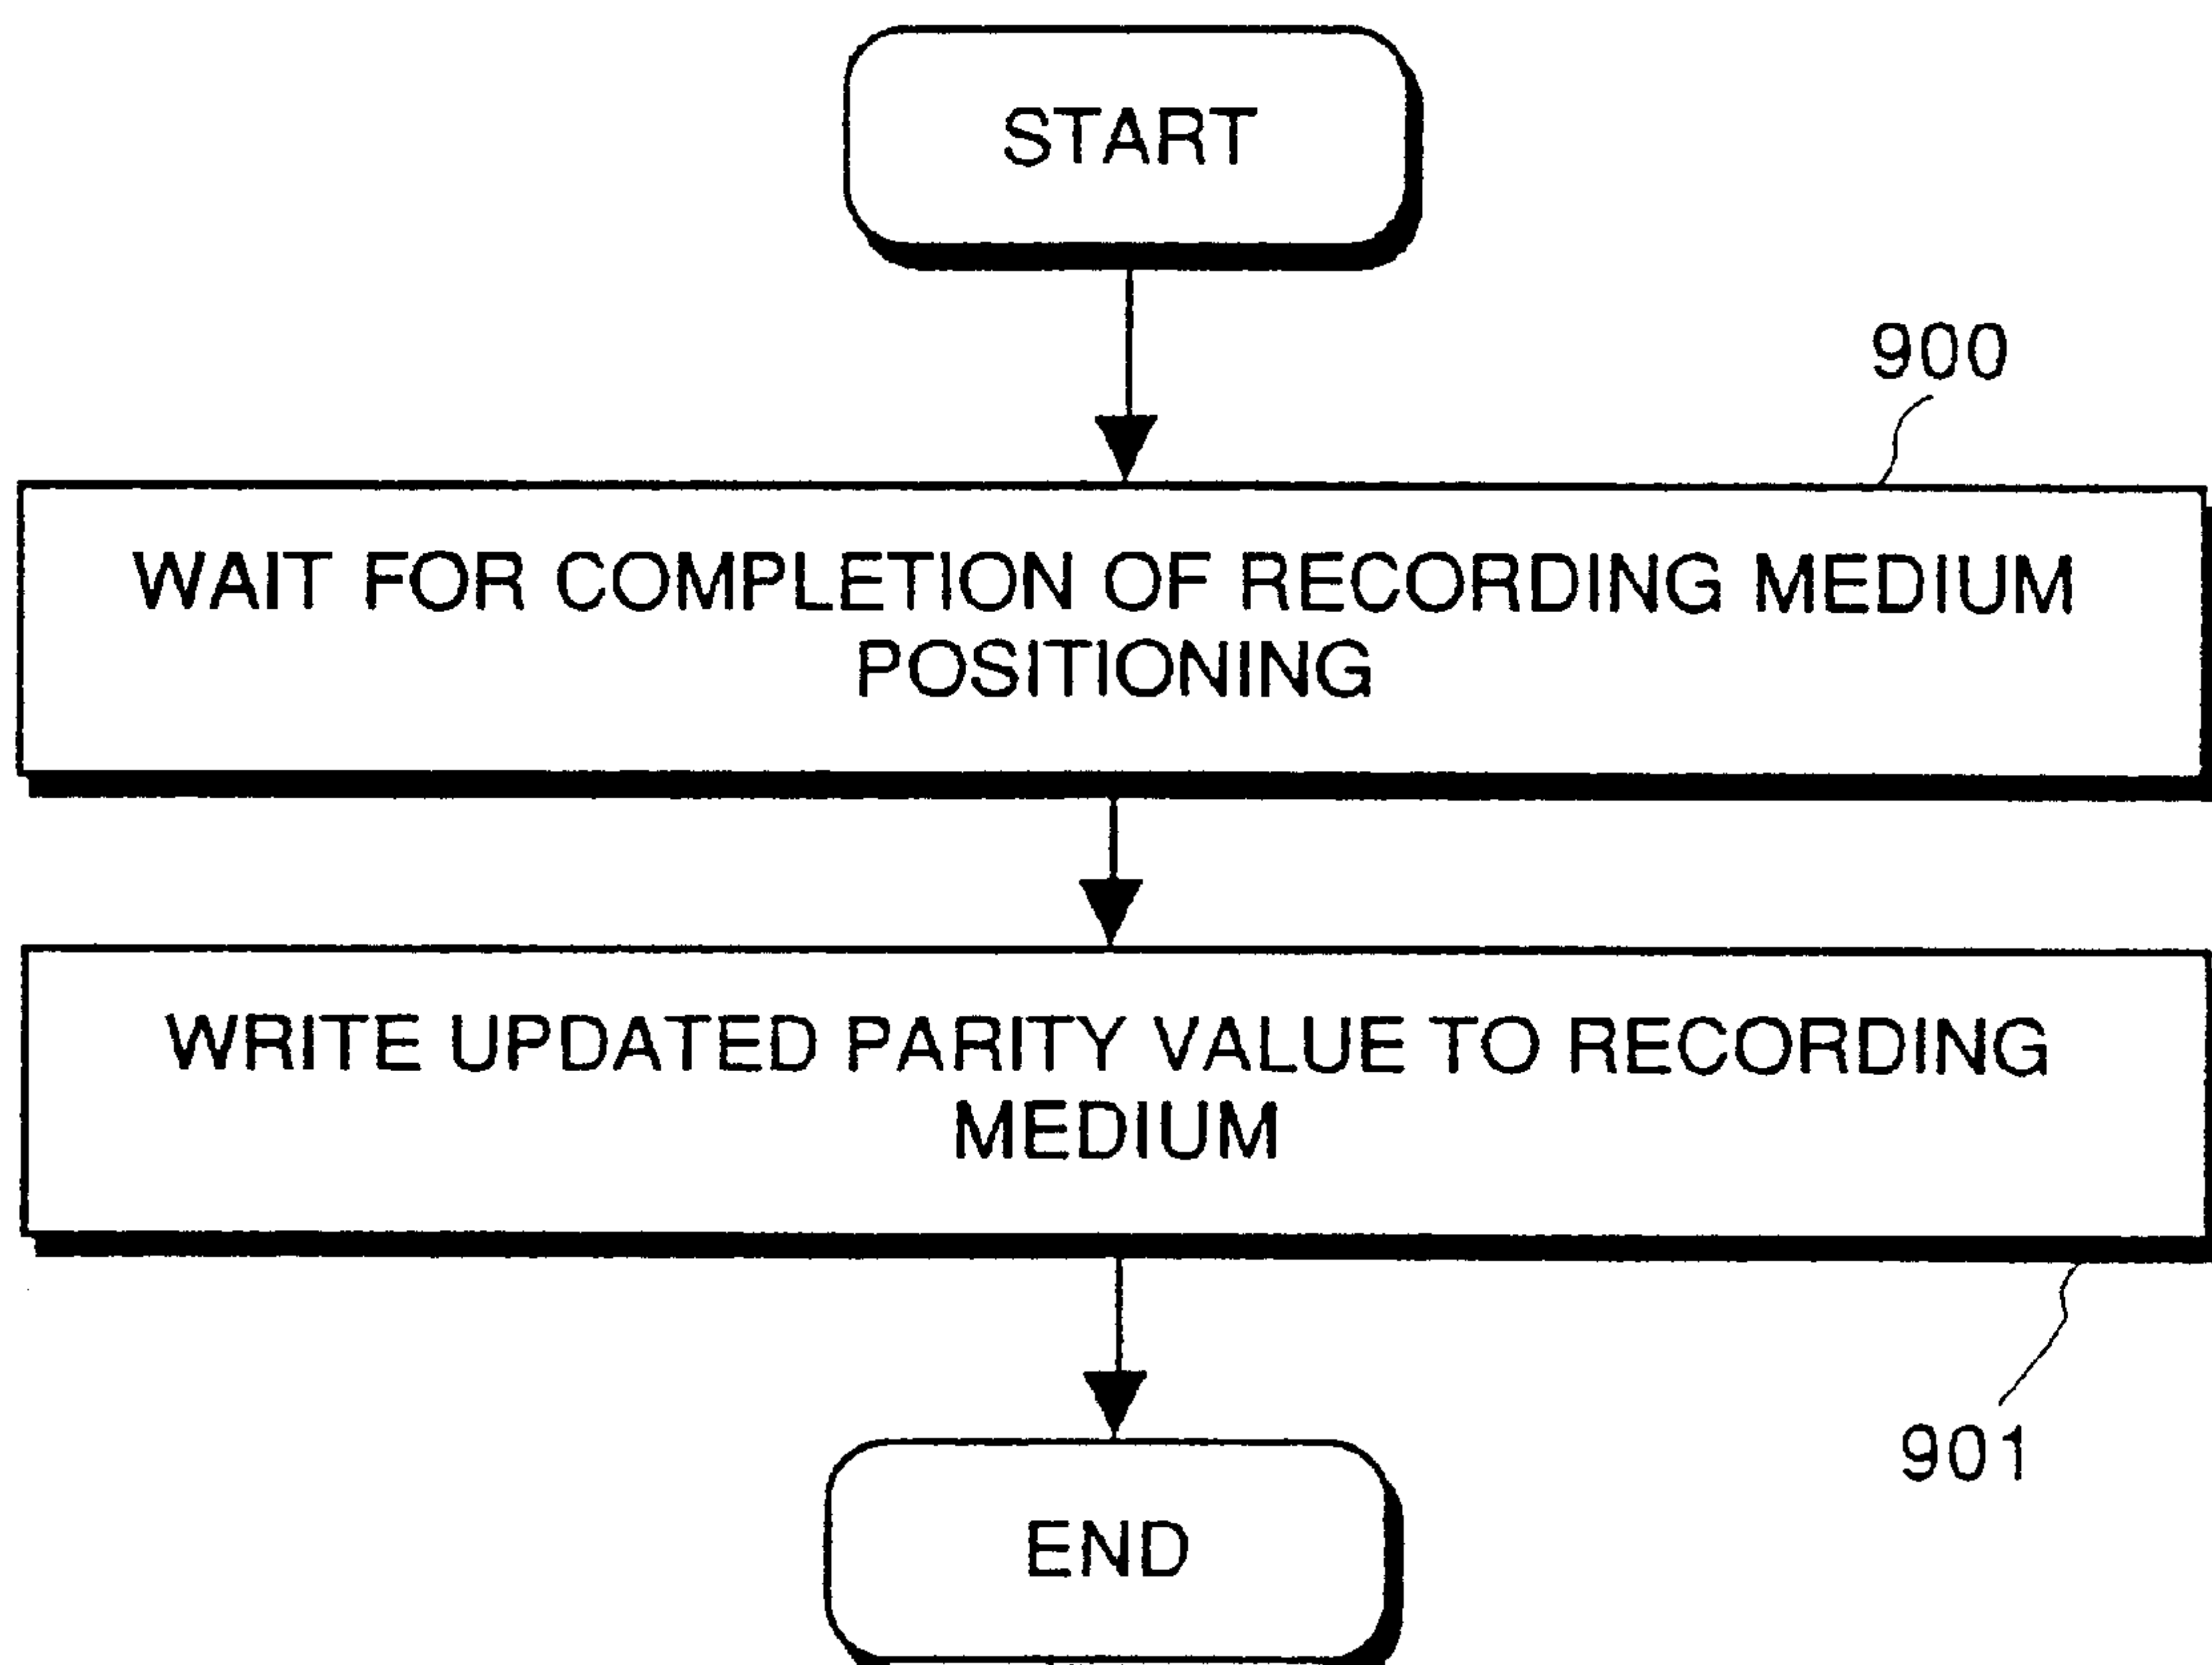 START
900
WAIT FOR COMPLETION OF RECORDING MEDIUM
POSITIONING
WRITE UPDATED PARITY VALUE TO RECORDING
MEDIUM
901
END